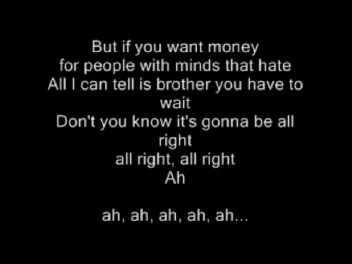 But if you want money
for people with minds that hate
All I can tell is brother you have to
wait
Don't you know it's gonna be all
right
all right, all right
Ah
ah, ah, ah, ah, ah...